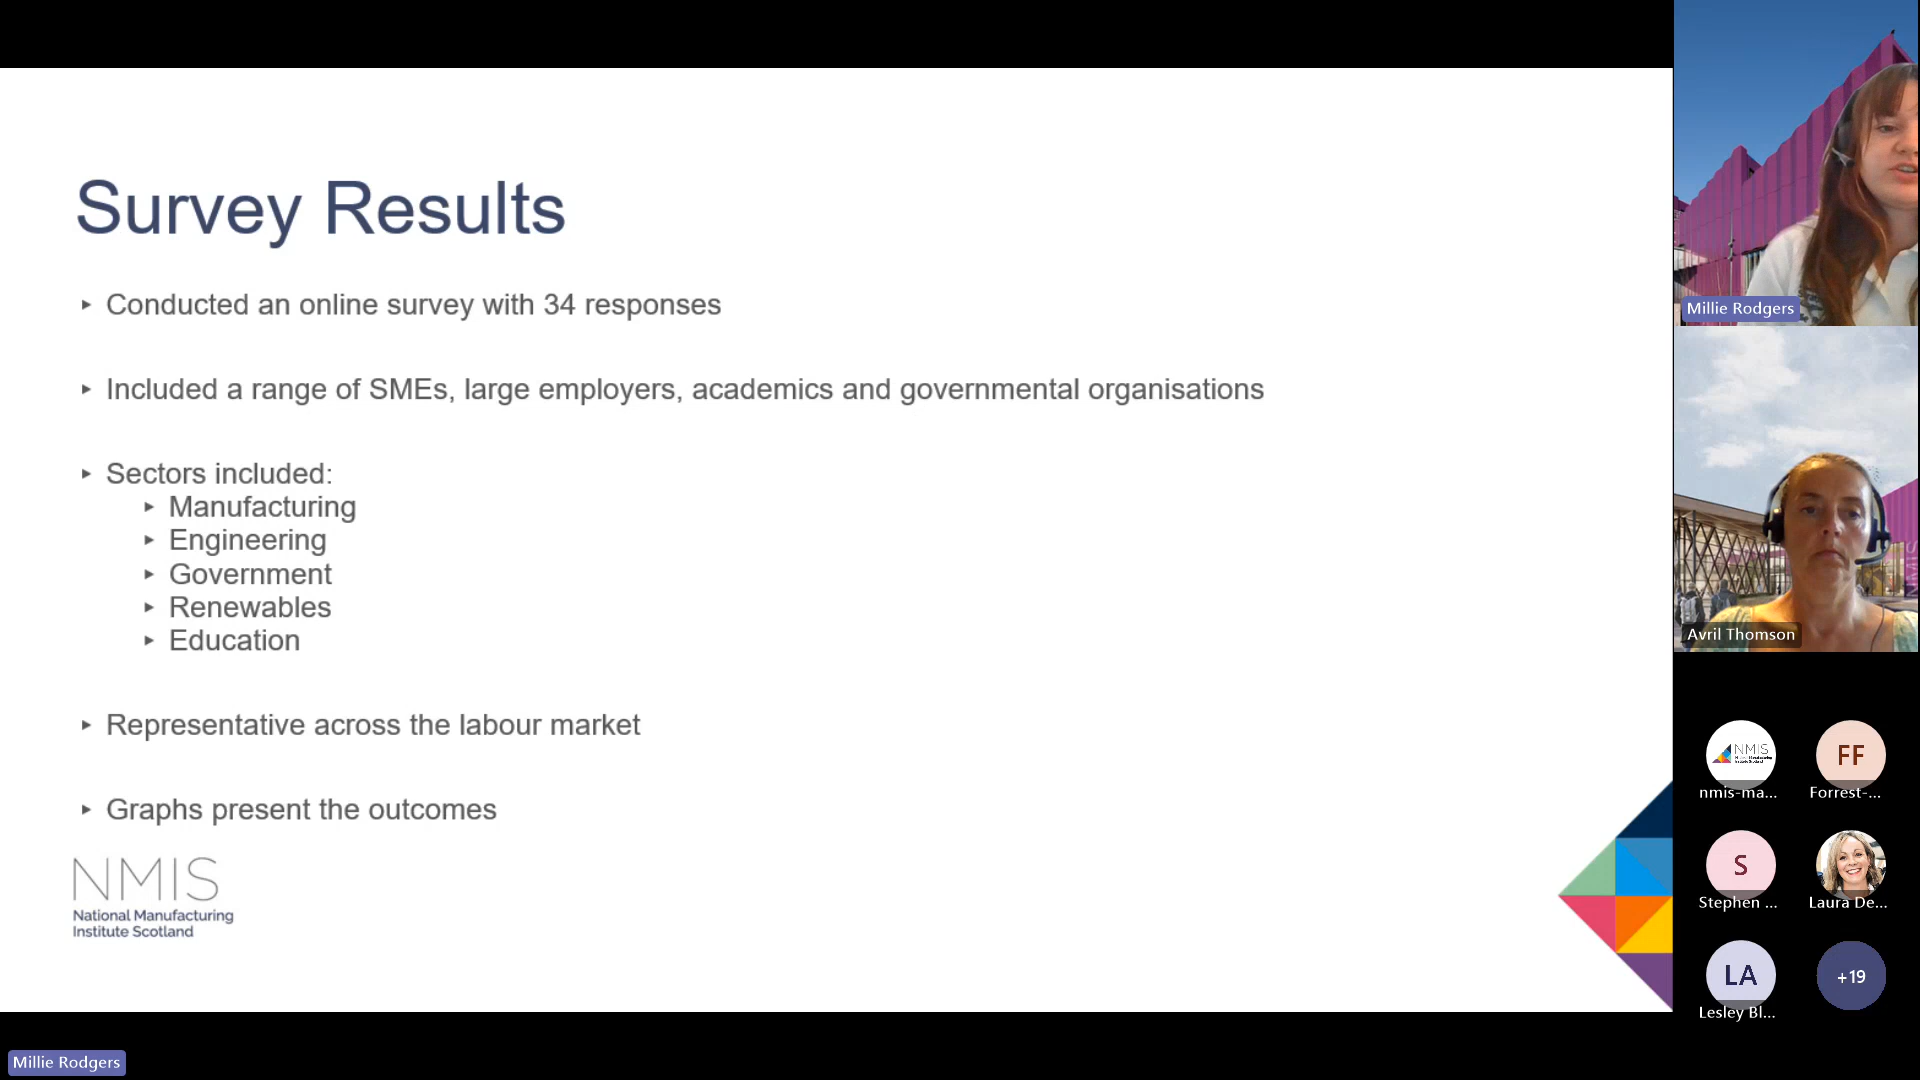 Survey Results
‣ Conducted an online survey with 34 responses
‣ Included a range of SMEs, large employers, academics and governmental organisations
‣ Sectors included:
‣ Manufacturing
‣ Engineering
‣ Government
‣ Renewables
‣ Education
‣ Representative across the labour market
‣ Graphs present the outcomes
NMIS
National Manufacturing
Institute Scotland
Millie Rodgers
Avril Thomson
NMIS
nmis-ma...
FF
Forrest-...
S
Stephen ...
Laura De...
LA
Lesley Bl...
+19
Millie Rodgers